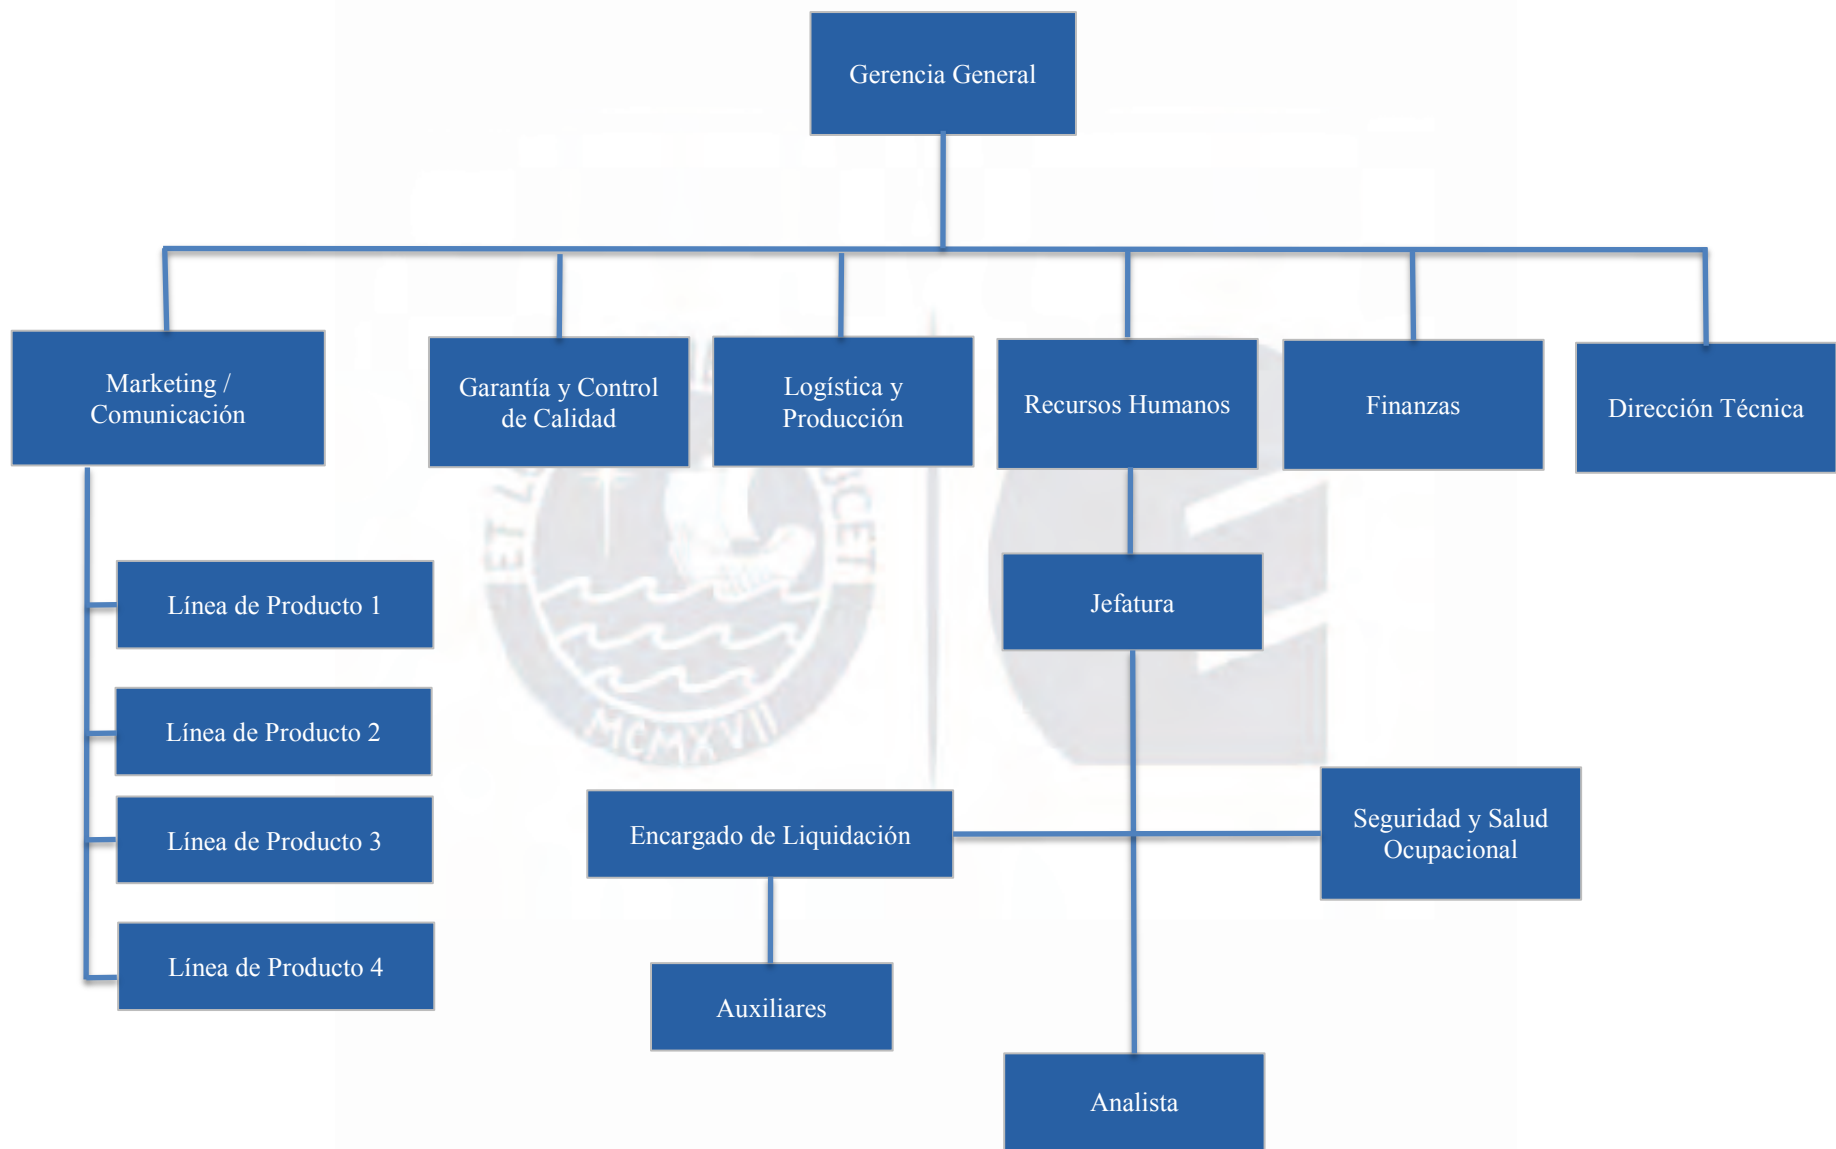 Gerencia General
Marketing /
Comunicación
Garantía y Control
de Calidad
Logística y
Producción
Recursos Humanos
Finanzas
Dirección Técnica
Línea de Producto 1
Línea de Producto 2
Línea de Producto 3
Línea de Producto 4
Jefatura
Encargado de Liquidación
Seguridad y Salud
Ocupacional
Auxiliares
Analista
MCMXVII